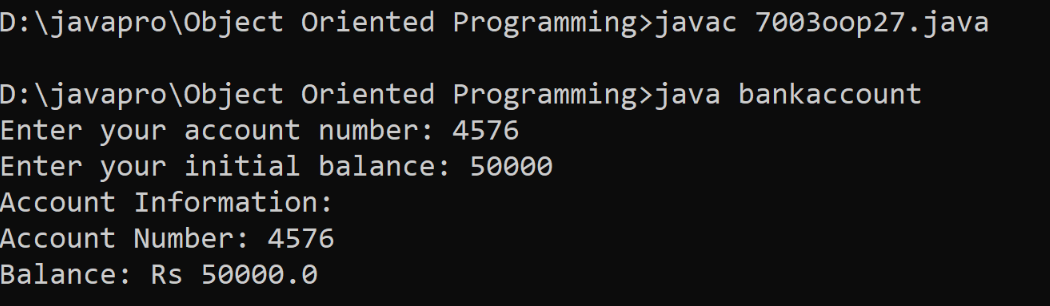 D:\javapro\Object Oriented Programming>javac 7003oop27.java
D:\javapro\Object Oriented Programming>java bankaccount
Enter your account number: 4576
Enter your initial balance: 50000
Account Information:
Account Number: 4576
Balance: Rs 50000.0